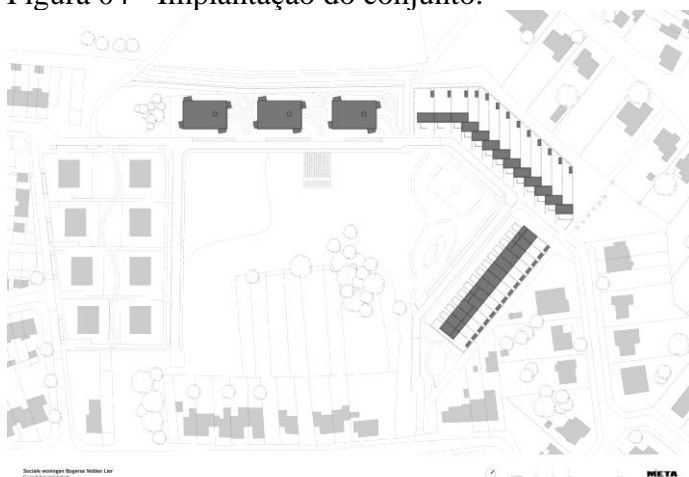 Figura 04 - Implantação do conjunto.
Sociale woningen Bogerse Velden Lier
META